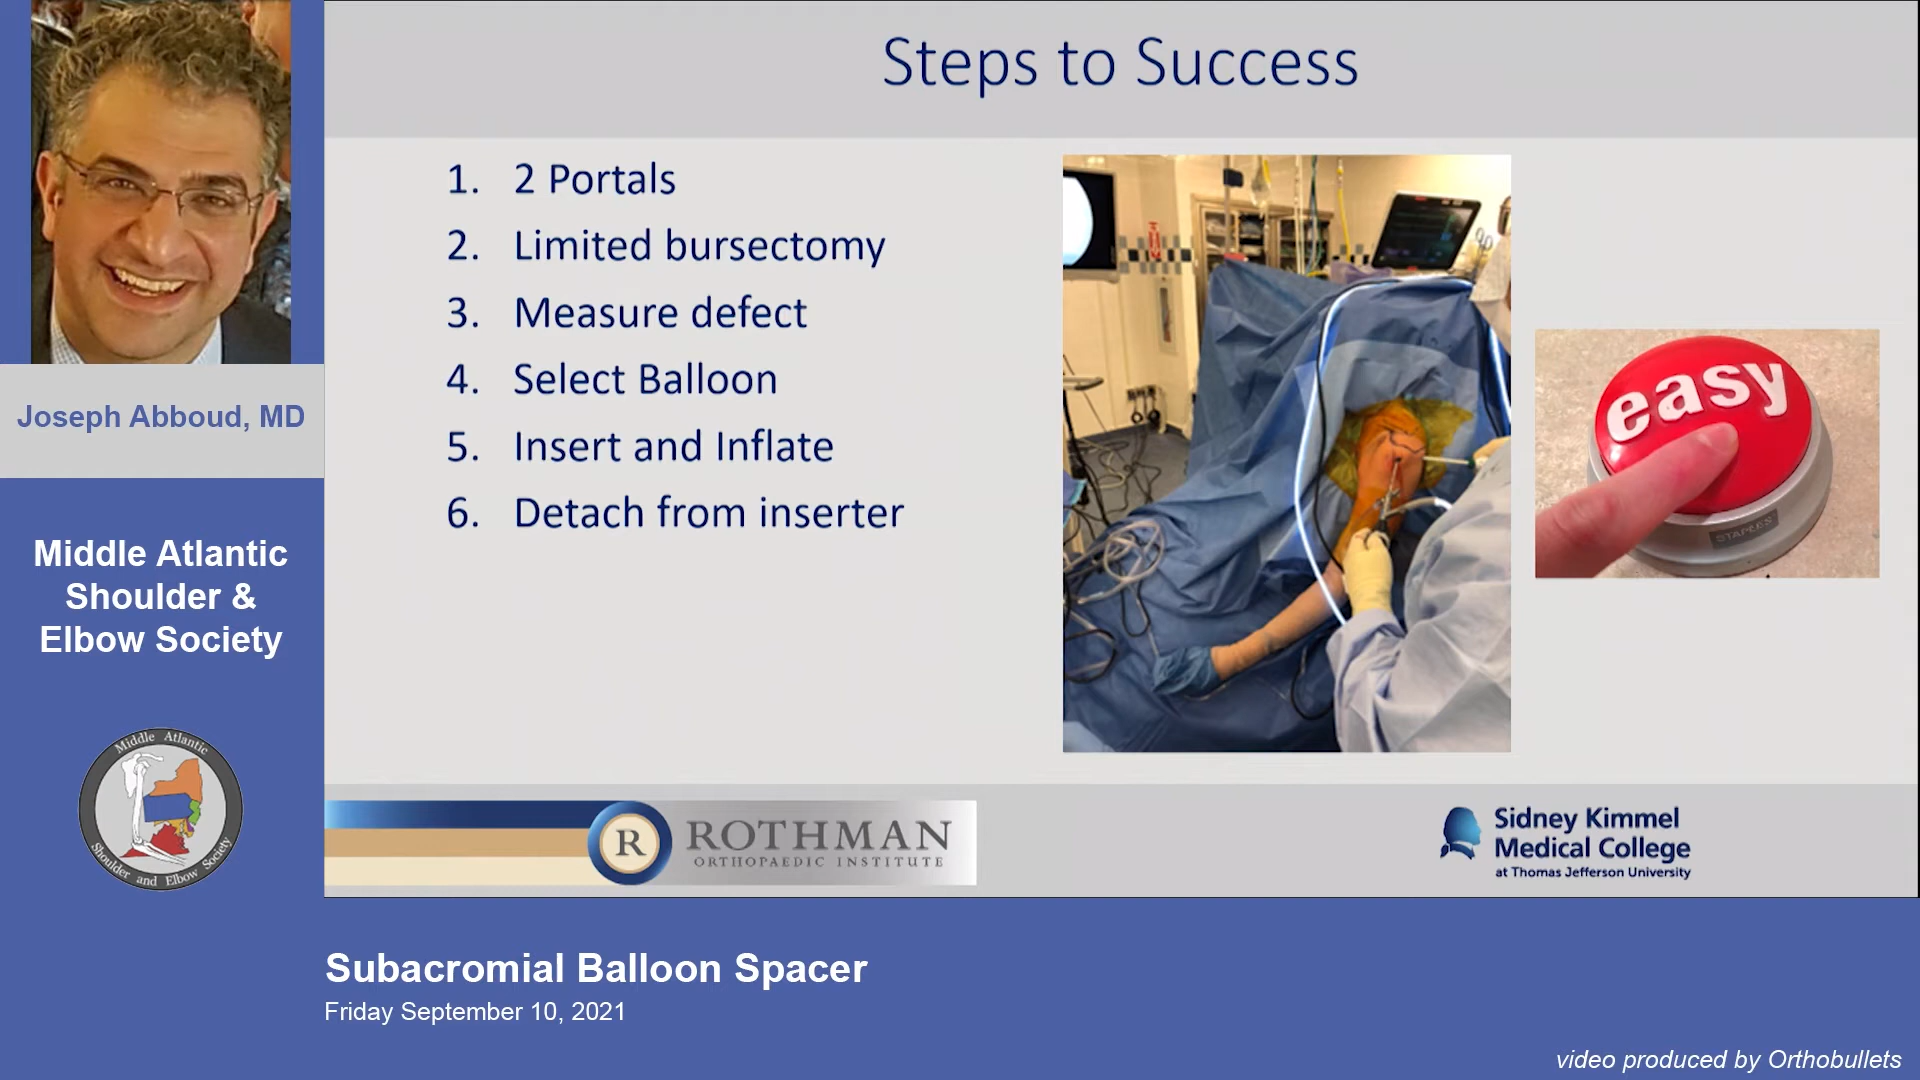 Steps to Success
1. 2 Portals
2. Limited bursectomy
3. Measure defect
4. Select Balloon
5. Insert and Inflate
6. Detach from inserter
easy
STAPLES
Joseph Abboud, MD
Middle Atlantic
Shoulder &
Elbow Society
Middle Atlantic
Shoulder and Elbow Society
R
ROTHMAN
ORTHOPAEDIC INSTITUTE
Sidney Kimmel
Medical College
at Thomas Jefferson University
Subacromial Balloon Spacer
Friday September 10, 2021
video produced by Orthobullets